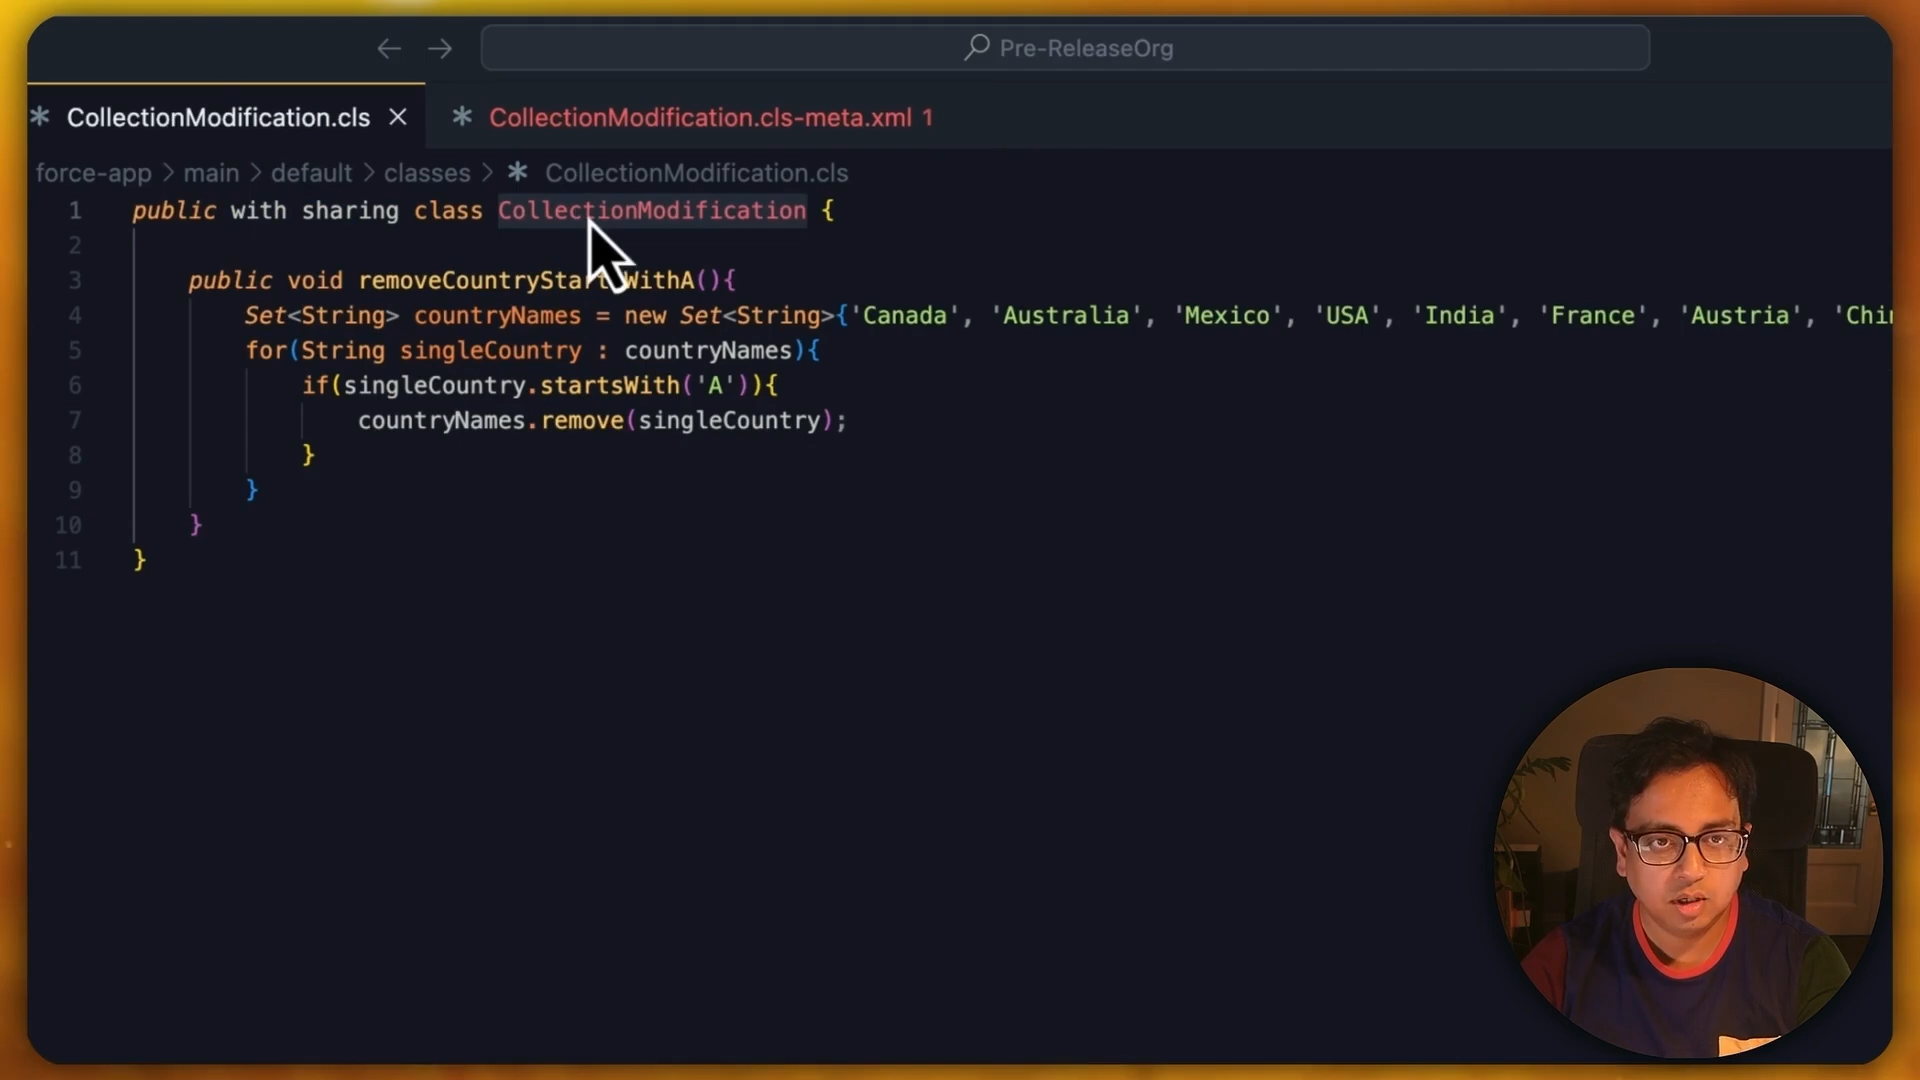 Pre-ReleaseOrg
CollectionModification.cls
CollectionModification.cls-meta.xml 1
force-app > main > default > classes > CollectionModification.cls
1 public with sharing class CollectionModification {
2
3 public void removeCountryStartWithA(){
4 Set<String> countryNames = new Set<String>{'Canada', 'Australia', 'Mexico', 'USA', 'India', 'France', 'Austria', 'Chin
5 for(String singleCountry : countryNames){
6 if(singleCountry.startsWith('A')){
7 countryNames.remove(singleCountry);
8 }
9 }
10 }
11 }